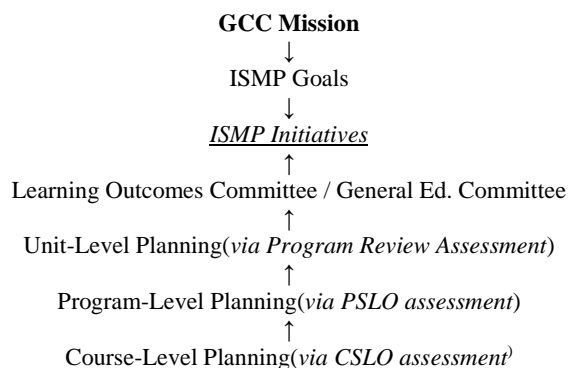 GCC Mission
↓
ISMP Goals
↓
ISMP Initiatives
↑
Learning Outcomes Committee / General Ed. Committee
↑
Unit-Level Planning(via Program Review Assessment)
↑
Program-Level Planning(via PSLO assessment)
↑
Course-Level Planning(via CSLO assessment)